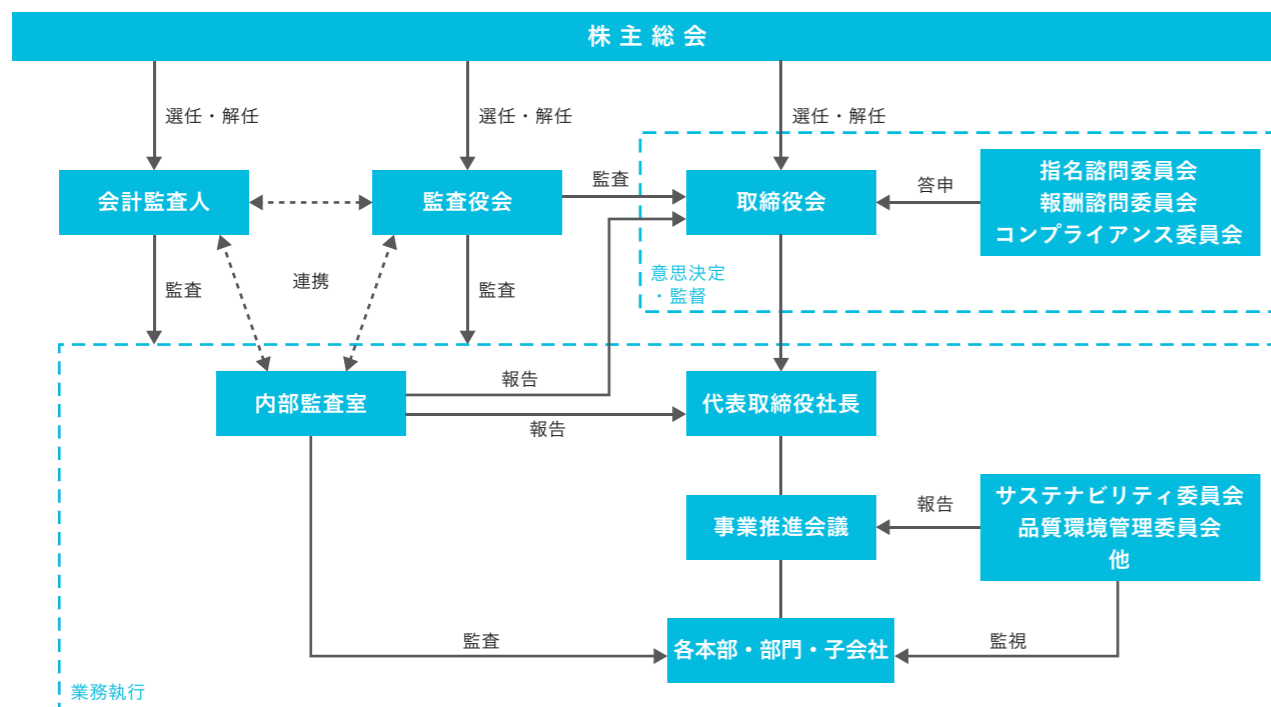 株主総会
選任・解任
選任・解任
選任・解任
会計監査人
監査役会
監査
取締役会
答申
指名諮問委員会
報酬諮問委員会
コンプライアンス委員会
監査
連携
監査
意思決定
・監督
内部監査室
報告
報告
代表取締役社長
事業推進会議
報告
サステナビリティ委員会
品質環境管理委員会
他
監査
各本部・部門・子会社
監視
業務執行